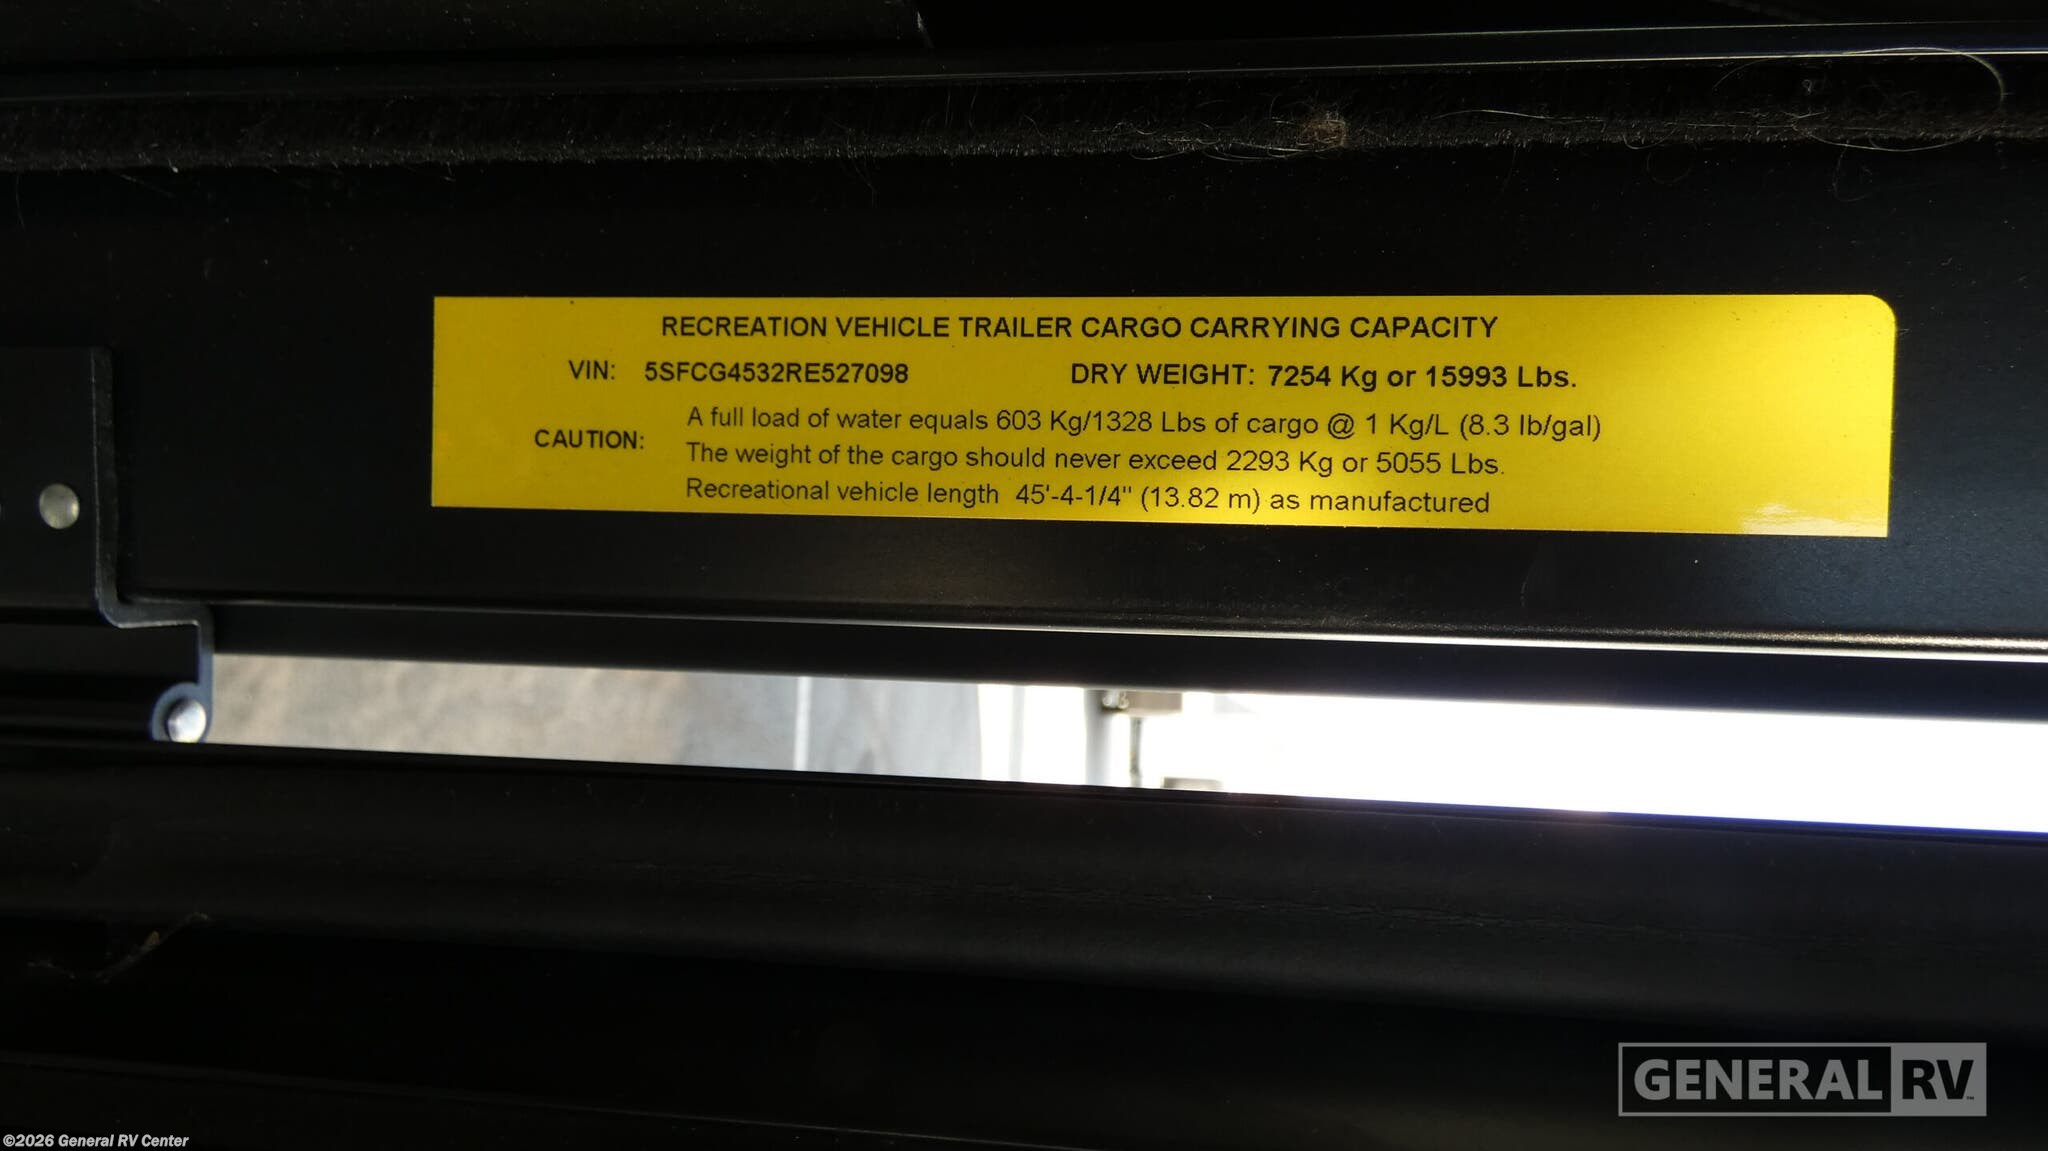 RECREATION VEHICLE TRAILER CARGO CARRYING CAPACITY
VIN: 5SFCG4532RE527098 DRY WEIGHT: 7254 Kg or 15993 Lbs.
CAUTION: A full load of water equals 603 Kg/1328 Lbs of cargo @ 1 Kg/L (8.3 lb/gal)
The weight of the cargo should never exceed 2293 Kg or 5055 Lbs.
Recreational vehicle length 45'-4-1/4" (13.82 m) as manufactured
GENERAL RV™
©2026 General RV Center